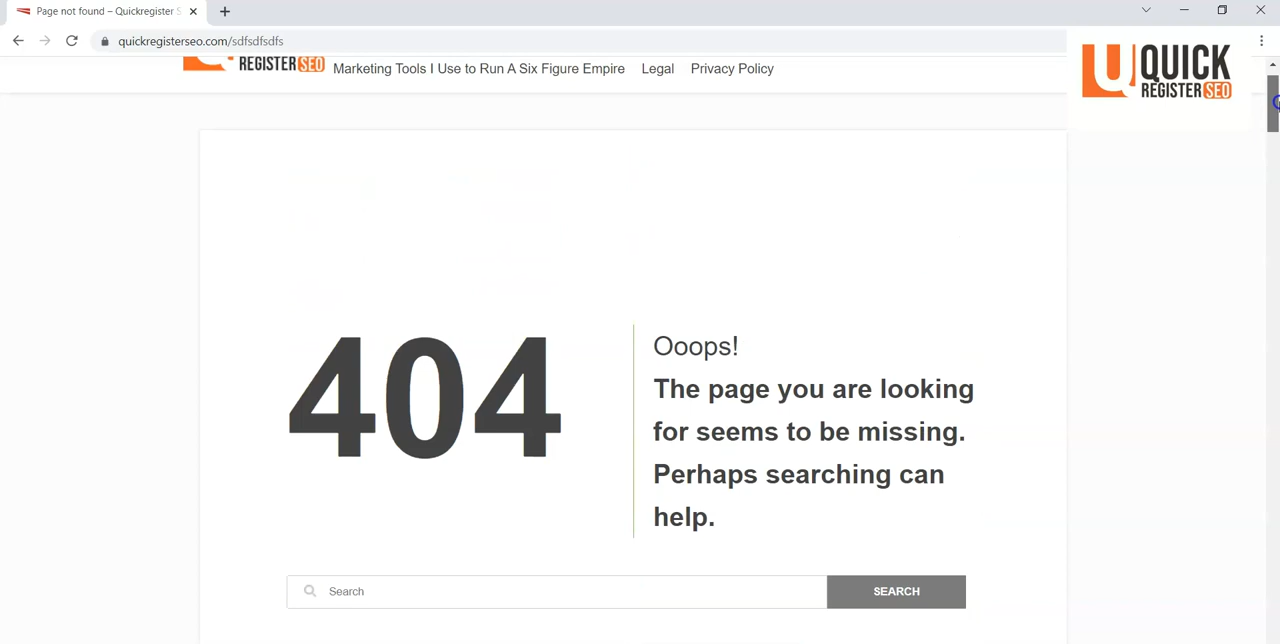 Page not found – Quickregister S
quickregisterseo.com/sdfsdfsdfs
REGISTER SEO
Marketing Tools I Use to Run A Six Figure Empire
Legal
Privacy Policy
U QUICK
REGISTER SEO
404
Ooops!
The page you are looking
for seems to be missing.
Perhaps searching can
help.
Search
SEARCH